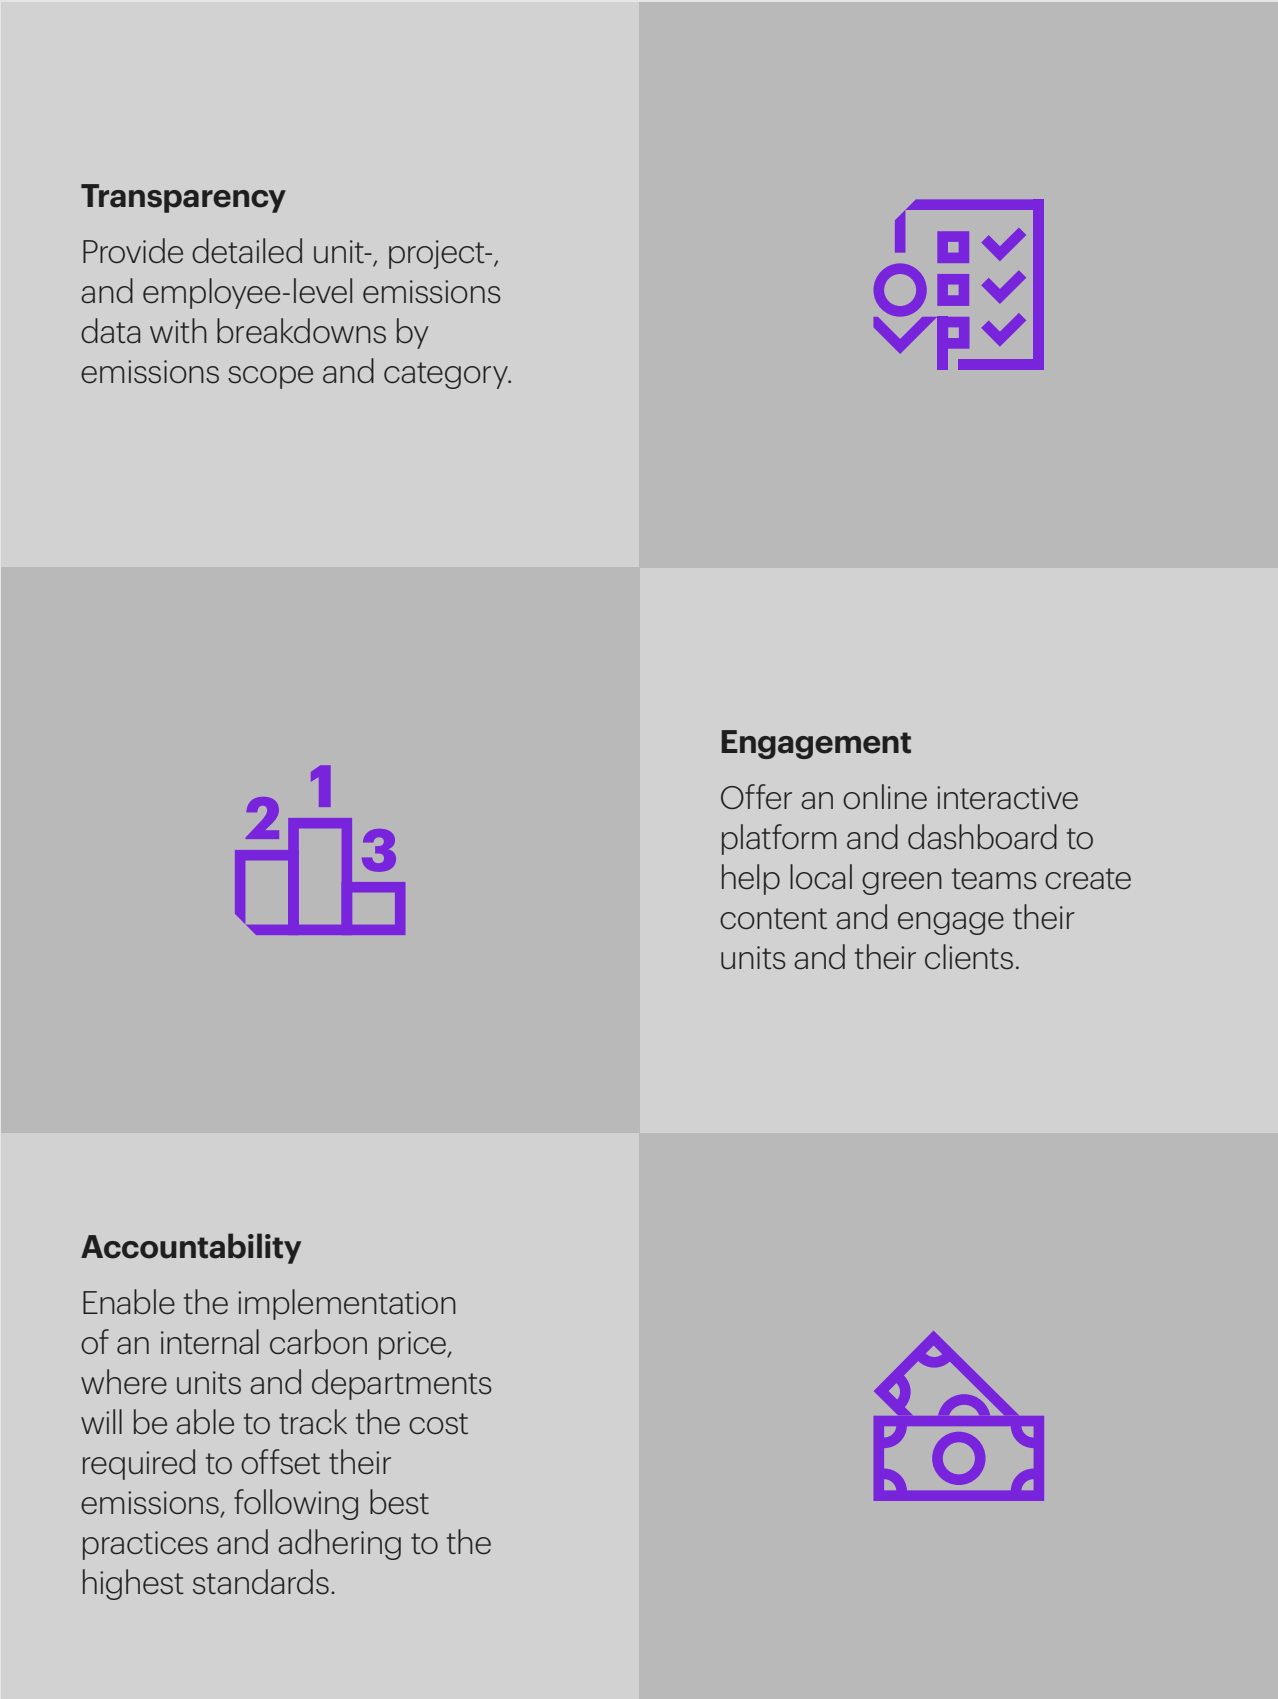 Transparency
Provide detailed unit-, project-,
and employee-level emissions
data with breakdowns by
emissions scope and category.
1
2
3
Engagement
Offer an online interactive
platform and dashboard to
help local green teams create
content and engage their
units and their clients.
Accountability
Enable the implementation
of an internal carbon price,
where units and departments
will be able to track the cost
required to offset their
emissions, following best
practices and adhering to the
highest standards.